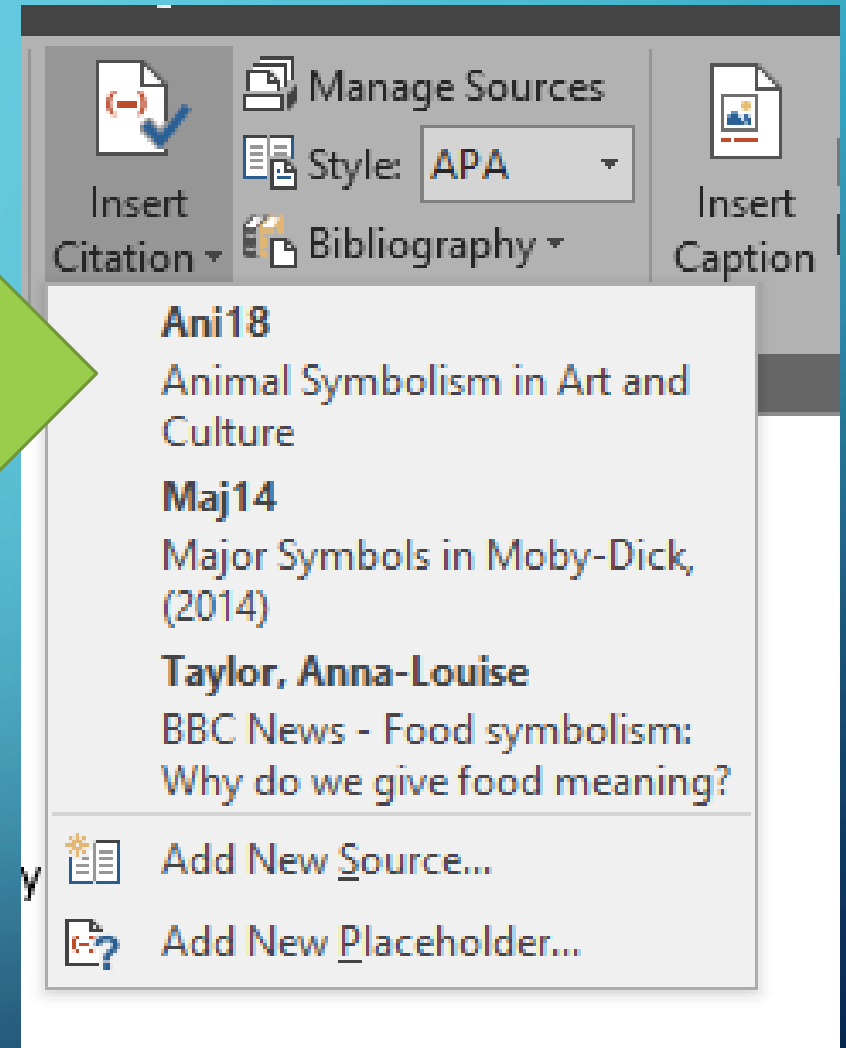 Manage Sources
Style: APA
Bibliography
Insert
Citation
Insert
Caption
Ani18
Animal Symbolism in Art and
Culture
Maj14
Major Symbols in Moby-Dick,
(2014)
Taylor, Anna-Louise
BBC News - Food symbolism:
Why do we give food meaning?
Add New Source...
Add New Placeholder...
y